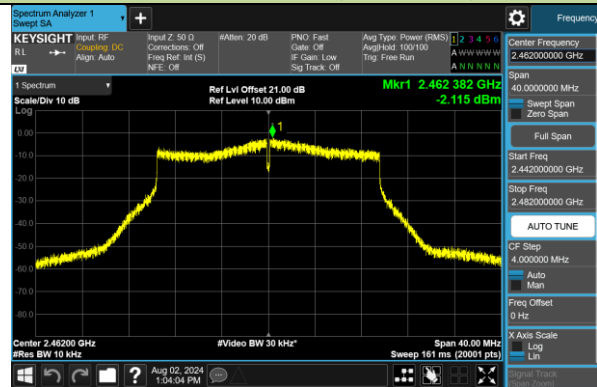 Spectrum Analyzer 1
Swept SA
+
Frequency
KEYSIGHT
RL
LXI
Input: RF
Coupling: DC
Align: Auto
Input Z: 50 Ω
Corrections: Off
Freq Ref: Int (S)
NFE: Off
#Atten: 20 dB
PNO: Fast
Gate: Off
IF Gain: Low
Sig Track: Off
Avg Type: Power (RMS)
Avg|Hold: 100/100
Trig: Free Run
1 2 3 4 5 6
A W W W W W
A N N N N N
1 Spectrum
Scale/Div 10 dB
Log
Ref Lvl Offset 21.00 dB
Ref Level 10.00 dBm
Mkr1 2.462 382 GHz
-2.115 dBm
1
0.00
-10.0
-20.0
-30.0
-40.0
-50.0
-60.0
-70.0
-80.0
Center 2.46200 GHz
#Res BW 10 kHz
#Video BW 30 kHz*
Span 40.00 MHz
Sweep 161 ms (20001 pts)
Center Frequency
2.462000000 GHz
Span
40.0000000 MHz
Swept Span
Zero Span
Full Span
Start Freq
2.442000000 GHz
Stop Freq
2.482000000 GHz
AUTO TUNE
CF Step
4.000000 MHz
Auto
Man
Freq Offset
0 Hz
X Axis Scale
Log
Lin
Signal Track
(Span Zoom)
?
Aug 02, 2024
1:04:04 PM